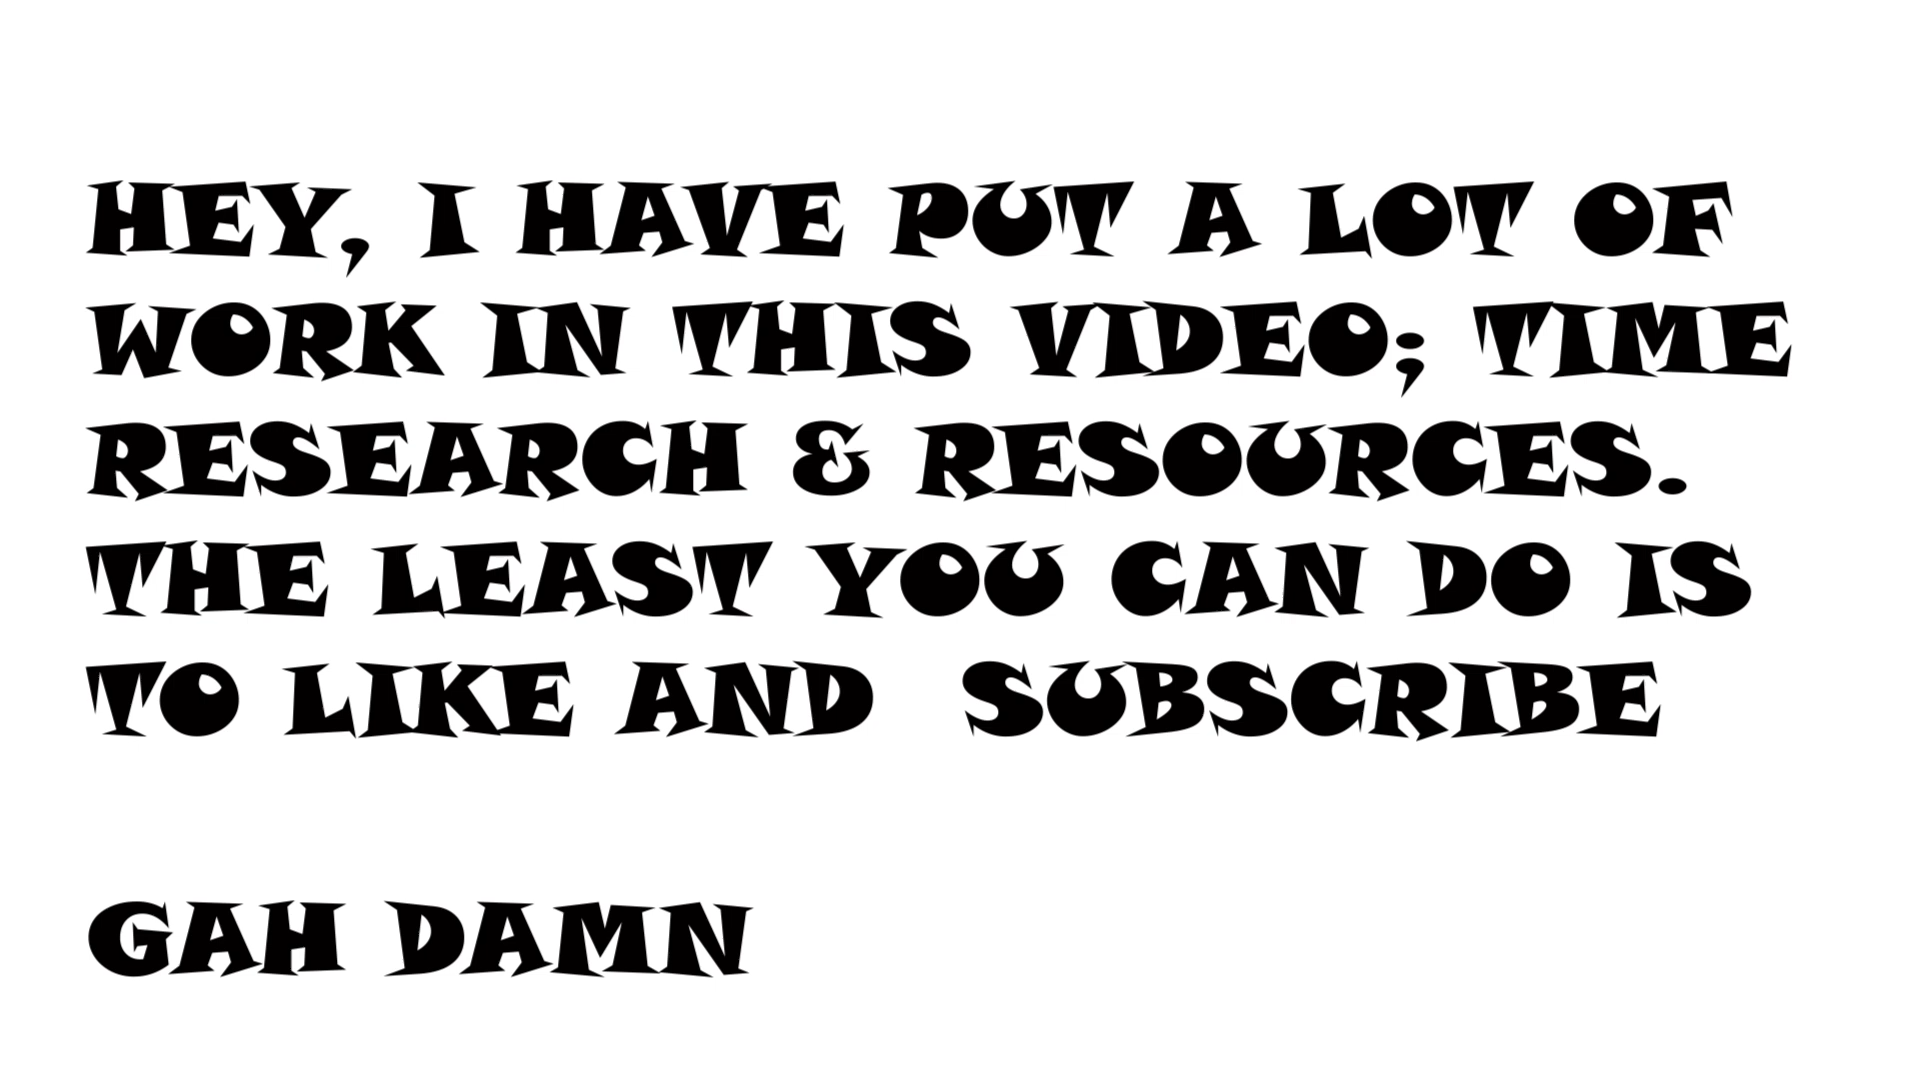 HEY, I HAVE PUT A LOT OF
WORK IN THIS VIDEO; TIME
RESEARCH & RESOURCES.
THE LEAST YOU CAN DO IS
TO LIKE AND  SUBSCRIBE
GAH DAMN